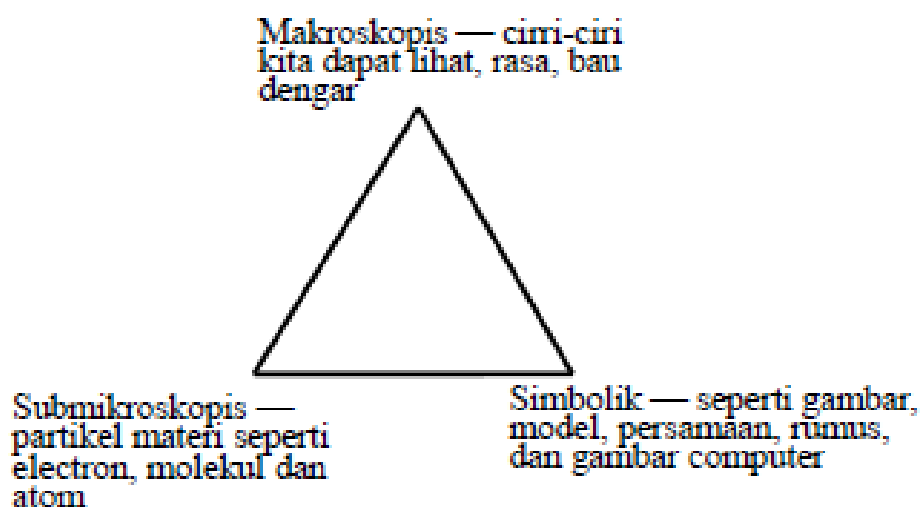 Makroskopis — cirri-ciri
kita dapat lihat, rasa, bau
dengar
Submikroskopis —
partikel materi seperti
electron, molekul dan
atom
Simbolik — seperti gambar,
model, persamaan, rumus,
dan gambar computer